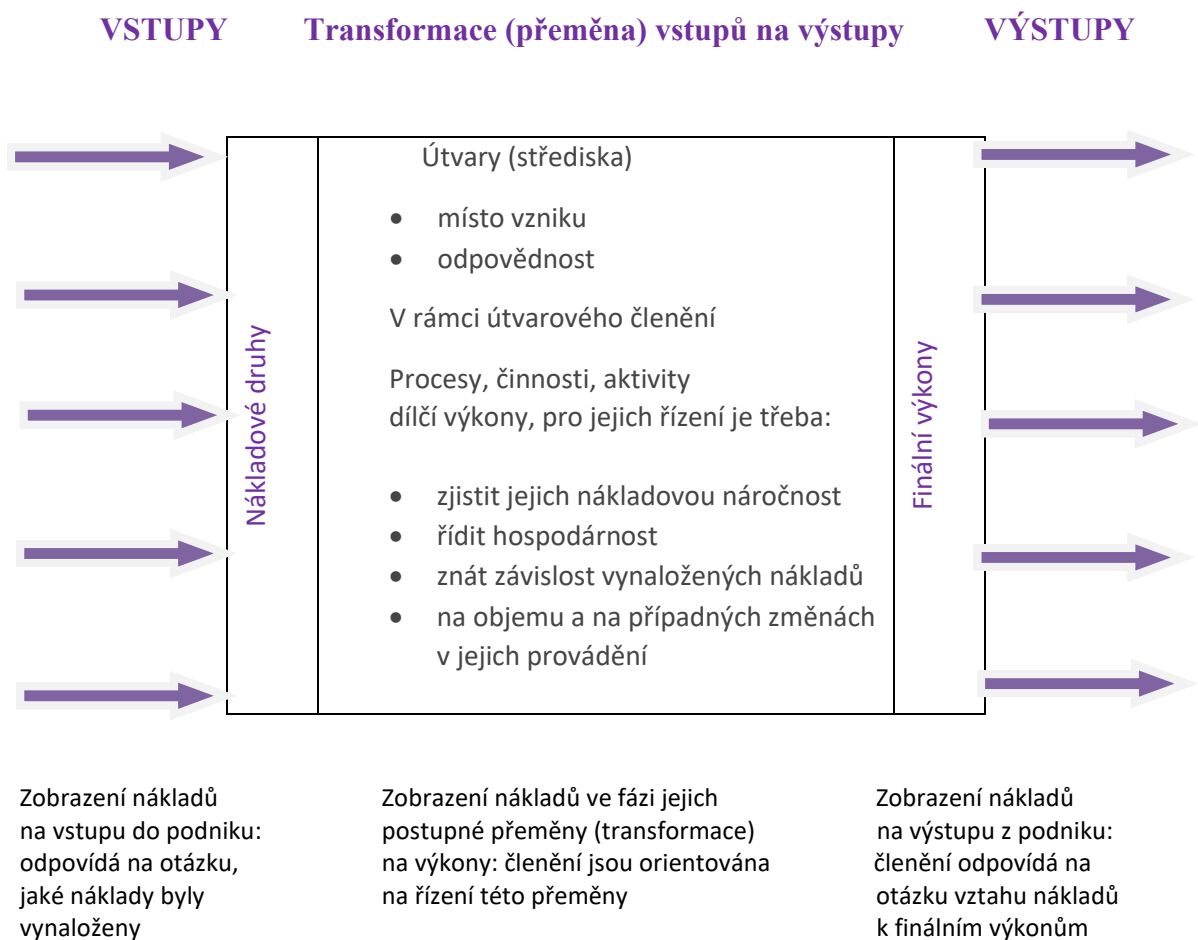 VSTUPY Transformace (přeměna) vstupů na výstupy VÝSTUPY
Nákladové druhy
Útvary (střediska)
• místo vzniku
• odpovědnost
V rámci útvarového členění
Procesy, činnosti, aktivity
dílčí výkony, pro jejich řízení je třeba:
• zjistit jejich nákladovou náročnost
• řídit hospodárnost
• znát závislost vynaložených nákladů
• na objemu a na případných změnách
v jejich provádění
Finální výkony
Zobrazení nákladů
na vstupu do podniku:
odpovídá na otázku,
jaké náklady byly
vynaloženy
Zobrazení nákladů ve fázi jejich
postupné přeměny (transformace)
na výkony: členění jsou orientována
na řízení této přeměny
Zobrazení nákladů
na výstupu z podniku:
členění odpovídá na
otázku vztahu nákladů
k finálním výkonům